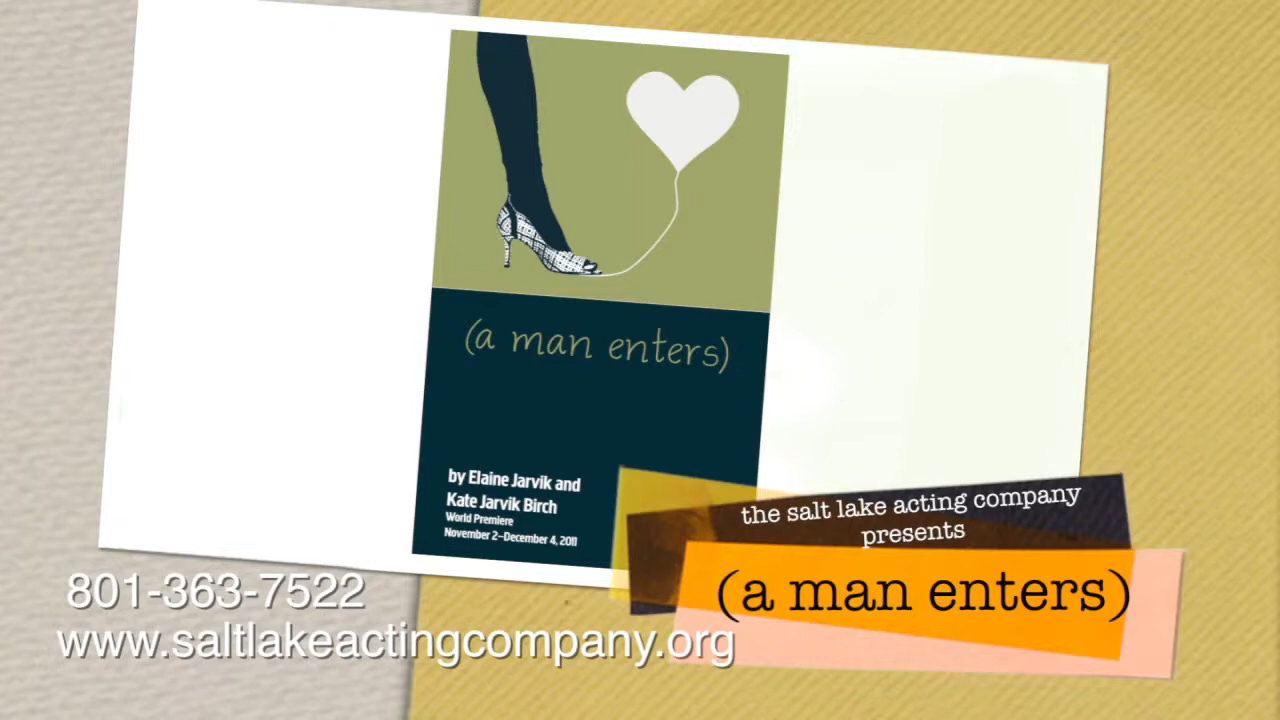 (a man enters)
by Elaine Jarvik and
Kate Jarvik Birch
World Premiere
November 2–December 4, 2011
the salt lake acting company
presents
(a man enters)
801-363-7522
www.saltlakeactingcompany.org